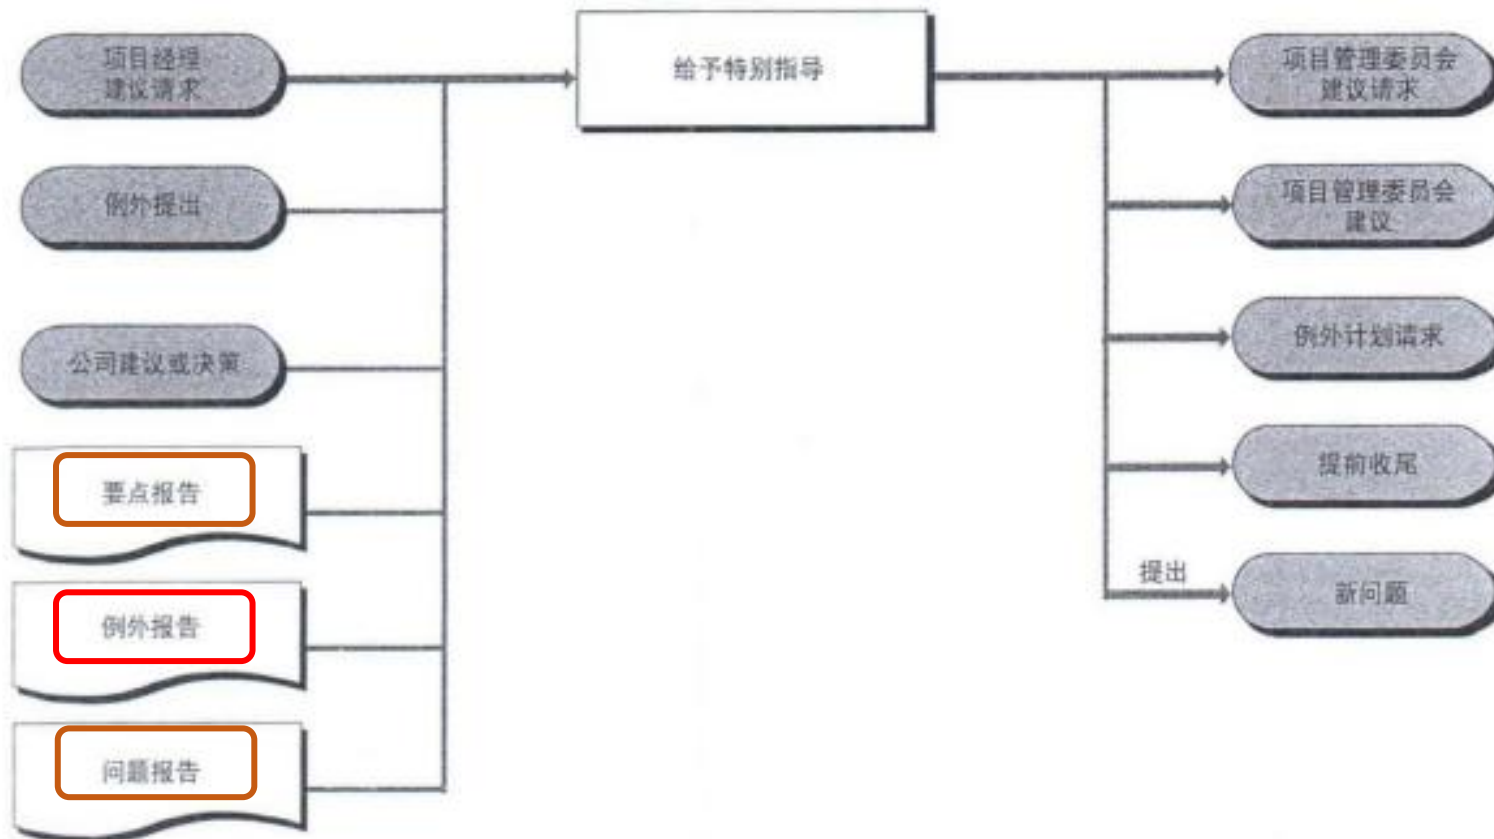 项目经理
建议请求
给予特别指导
项目管理委员会
建议请求
例外提出
项目管理委员会
建议
公司建议或决策
例外计划请求
要点报告
提前收尾
例外报告
提出
新问题
问题报告